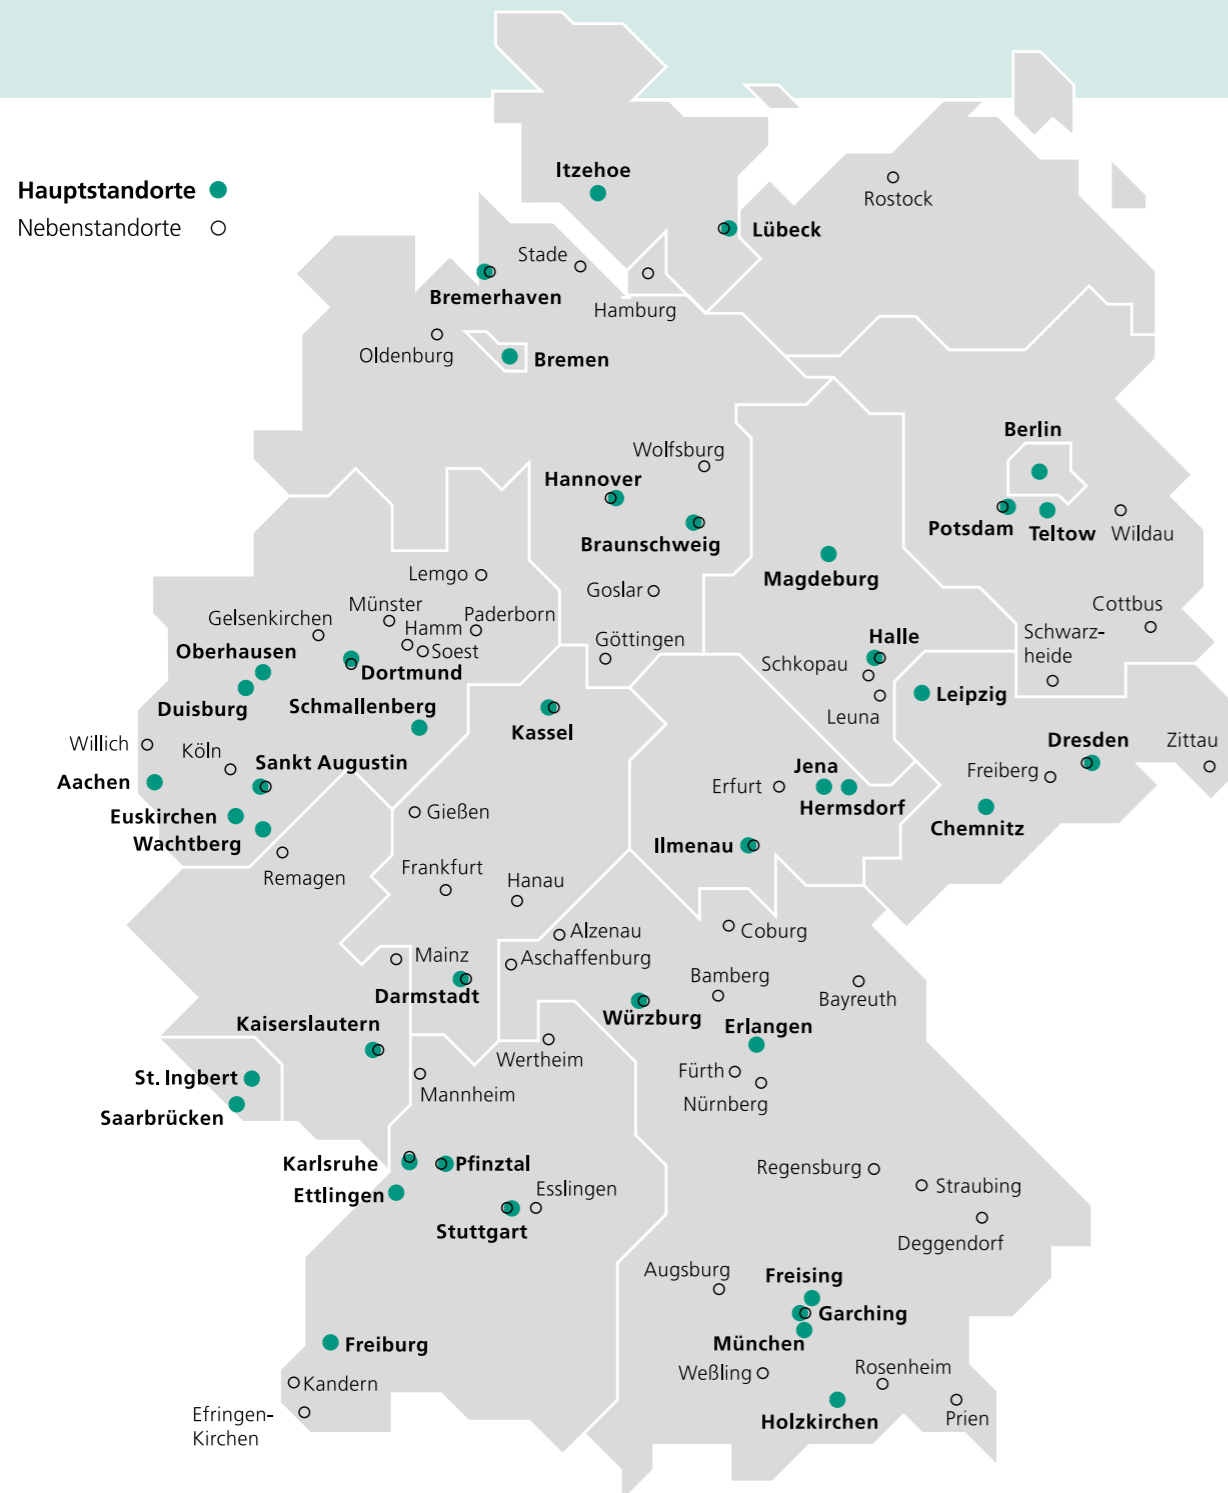 Hauptstandorte
Nebenstandorte
Itzehoe
Rostock
Lübeck
Stade
Bremerhaven
Hamburg
Oldenburg
Bremen
Berlin
Wolfsburg
Hannover
Potsdam
Teltow
Wildau
Braunschweig
Magdeburg
Lemgo
Goslar
Münster
Paderborn
Cottbus
Gelsenkirchen
Hamm
Göttingen
Halle
Schwarz-
heide
Oberhausen
Soest
Schkopau
Dortmund
Leipzig
Duisburg
Schmallenberg
Leuna
Kassel
Willich
Köln
Dresden
Zittau
Sankt Augustin
Jena
Freiberg
Aachen
Erfurt
Hermsdorf
Euskirchen
Gießen
Chemnitz
Wachtberg
Ilmenau
Remagen
Frankfurt
Hanau
Alzenau
Coburg
Mainz
Aschaffenburg
Bamberg
Darmstadt
Bayreuth
Kaiserslautern
Würzburg
Erlangen
Wertheim
St. Ingbert
Fürth
Mannheim
Nürnberg
Saarbrücken
Karlsruhe
Pfinztal
Regensburg
Ettlingen
Esslingen
Straubing
Stuttgart
Deggendorf
Augsburg
Freising
Garching
Freiburg
München
Weßling
Rosenheim
Kandern
Efringen-
Kirchen
Holzkirchen
Prien